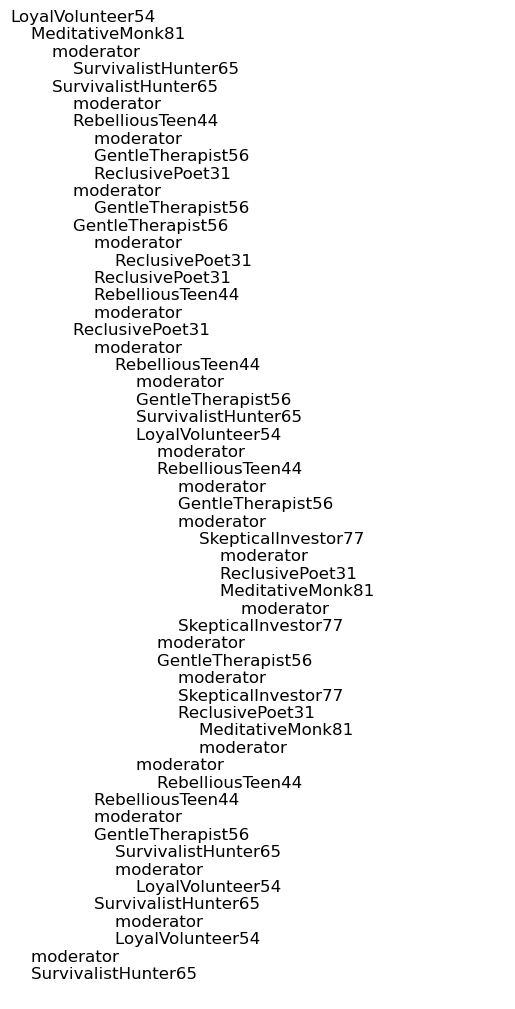 LoyalVolunteer54
MeditativeMonk81
moderator
SurvivalistHunter65
SurvivalistHunter65
moderator
RebelliousTeen44
moderator
GentleTherapist56
ReclusivePoet31
moderator
GentleTherapist56
GentleTherapist56
moderator
ReclusivePoet31
ReclusivePoet31
RebelliousTeen44
moderator
ReclusivePoet31
moderator
RebelliousTeen44
moderator
GentleTherapist56
SurvivalistHunter65
LoyalVolunteer54
moderator
RebelliousTeen44
moderator
GentleTherapist56
moderator
SkepticalInvestor77
moderator
ReclusivePoet31
MeditativeMonk81
moderator
SkepticalInvestor77
moderator
GentleTherapist56
moderator
SkepticalInvestor77
ReclusivePoet31
MeditativeMonk81
moderator
moderator
RebelliousTeen44
RebelliousTeen44
moderator
GentleTherapist56
SurvivalistHunter65
moderator
LoyalVolunteer54
SurvivalistHunter65
moderator
LoyalVolunteer54
moderator
SurvivalistHunter65